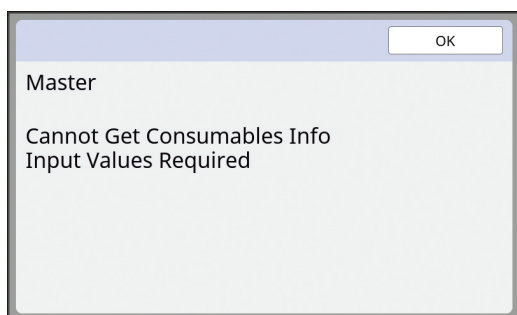 OK
Master
Cannot Get Consumables Info
Input Values Required